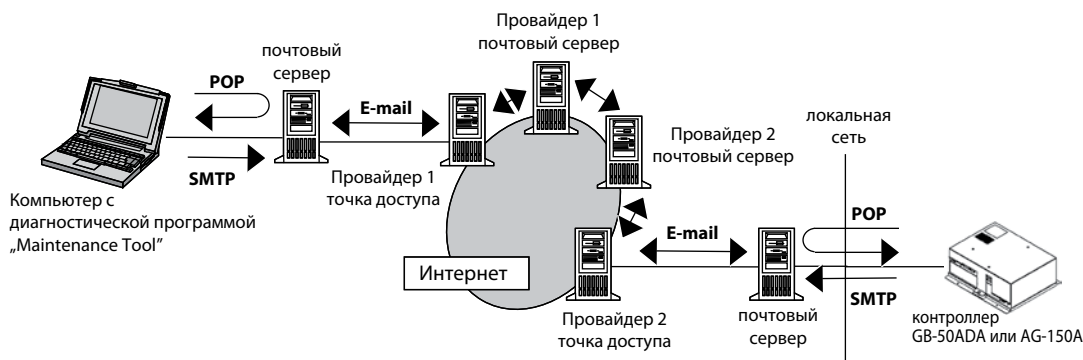 Провайдер 1
почтовый сервер
почтовый
сервер
POP
E-mail
SMTP
Провайдер 1
точка доступа
Компьютер с
диагностической программой
„Maintenance Tool”
Провайдер 2
почтовый сервер
локальная
сеть
Интернет
E-mail
POP
SMTP
Провайдер 2
точка доступа
почтовый
сервер
контроллер
GB-50ADA или AG-150A